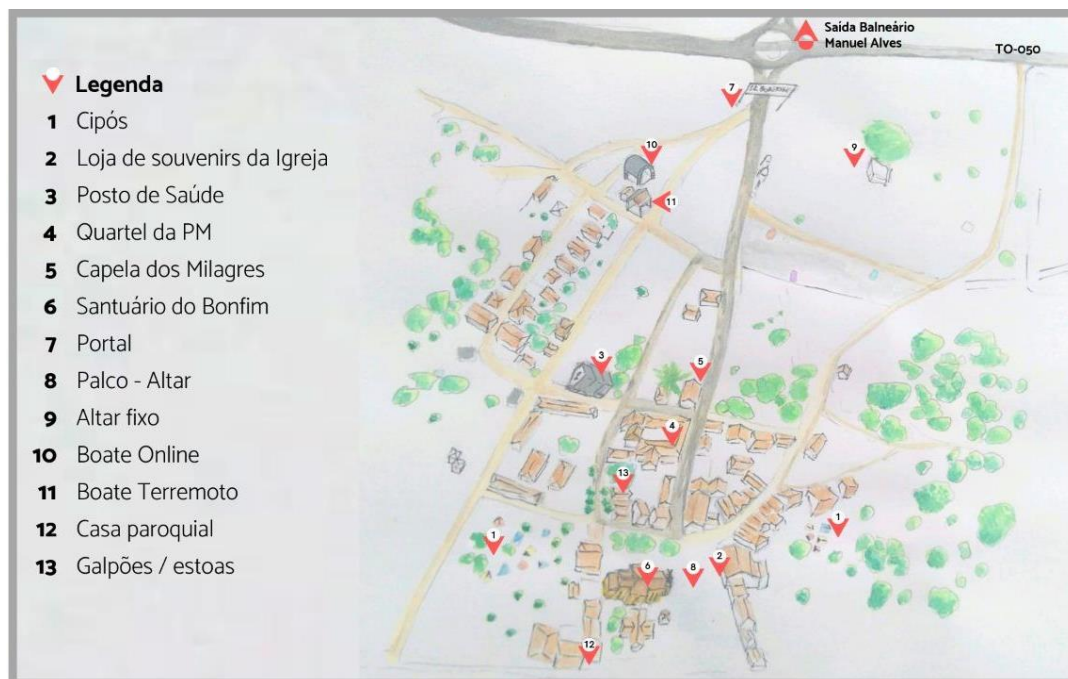 Legenda
1 Cipós
2 Loja de souvenirs da Igreja
3 Posto de Saúde
4 Quartel da PM
5 Capela dos Milagres
6 Santuário do Bonfim
7 Portal
8 Palco - Altar
9 Altar fixo
10 Boate Online
11 Boate Terremoto
12 Casa paroquial
13 Galpões / estoas
Saída Balneário
Manuel Alves
TO-050
7
10
9
11
3
5
4
13
1
1
2
6
8
12